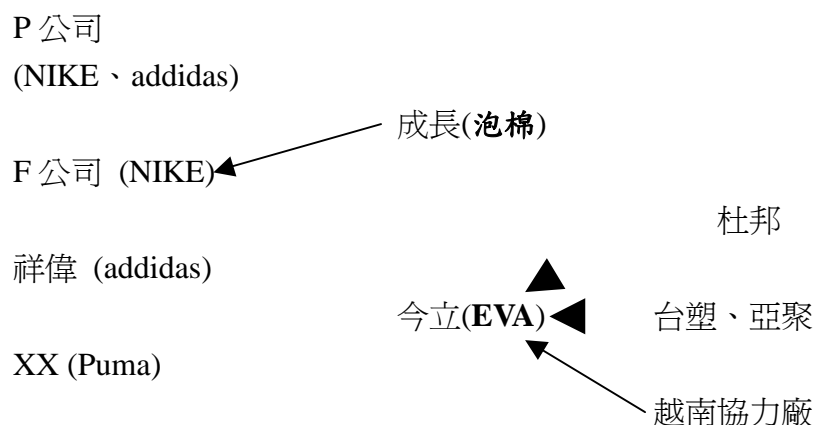 P 公司
(NIKE、addidas)
成長(泡棉)
F 公司 (NIKE)
杜邦
祥偉 (addidas)
今立(EVA)
台塑、亞聚
XX (Puma)
越南協力廠